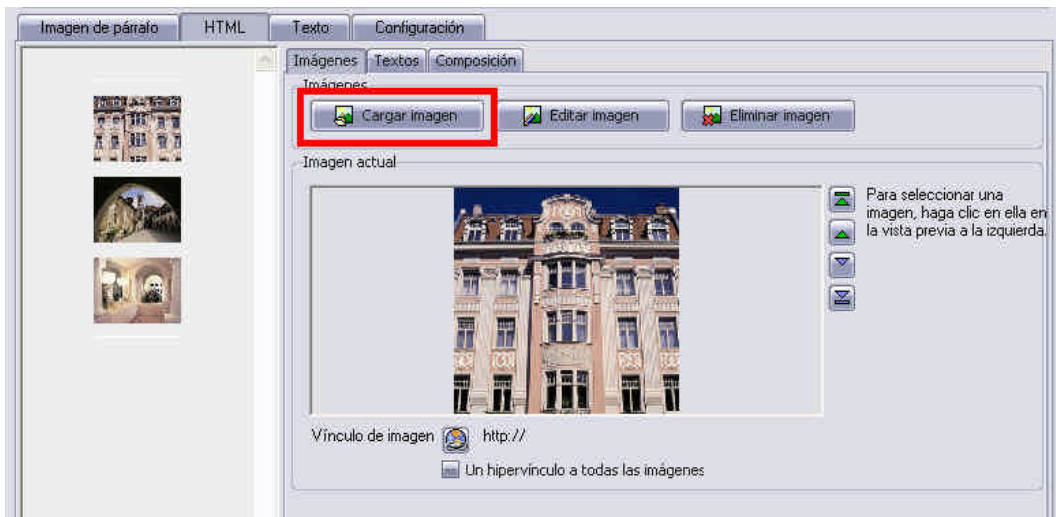 Imagen de párrafo HTML Texto Configuración
Imágenes Textos Composición
Imágenes
Cargar imagen Editar imagen Eliminar imagen
Imagen actual
Para seleccionar una
imagen, haga clic en ella en
la vista previa a la izquierda.
Vínculo de imagen http://
Un hipervínculo a todas las imágenes